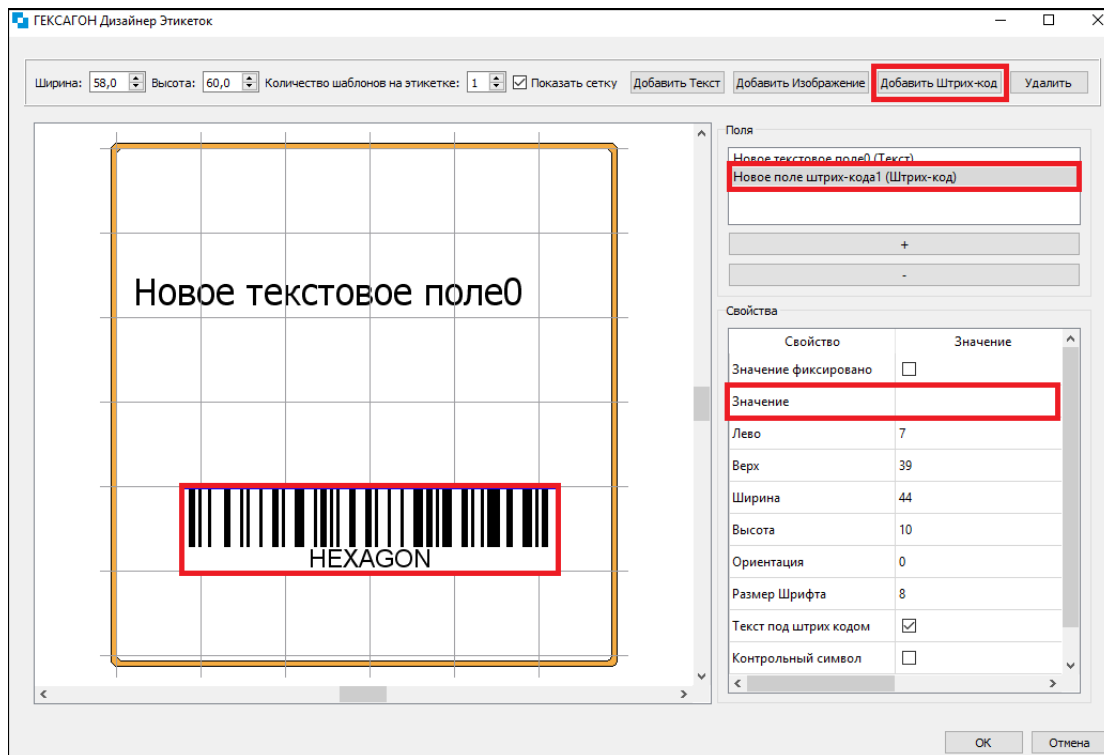 ГЕКСАГОН Дизайнер Этикеток
Ширина: 58,0 Высота: 60,0 Количество шаблонов на этикетке: 1 Показать сетку Добавить Текст Добавить Изображение Добавить Штрих-код Удалить
Новое текстовое поле0
HEXAGON
Поля
Новое текстовое поле0 (Текст)
Новое поле штрих-кода1 (Штрих-код)
+
-
Свойства
Свойство Значение
Значение фиксировано
Значение
Лево 7
Верх 39
Ширина 44
Высота 10
Ориентация 0
Размер Шрифта 8
Текст под штрих кодом
Контрольный символ
OK Отмена